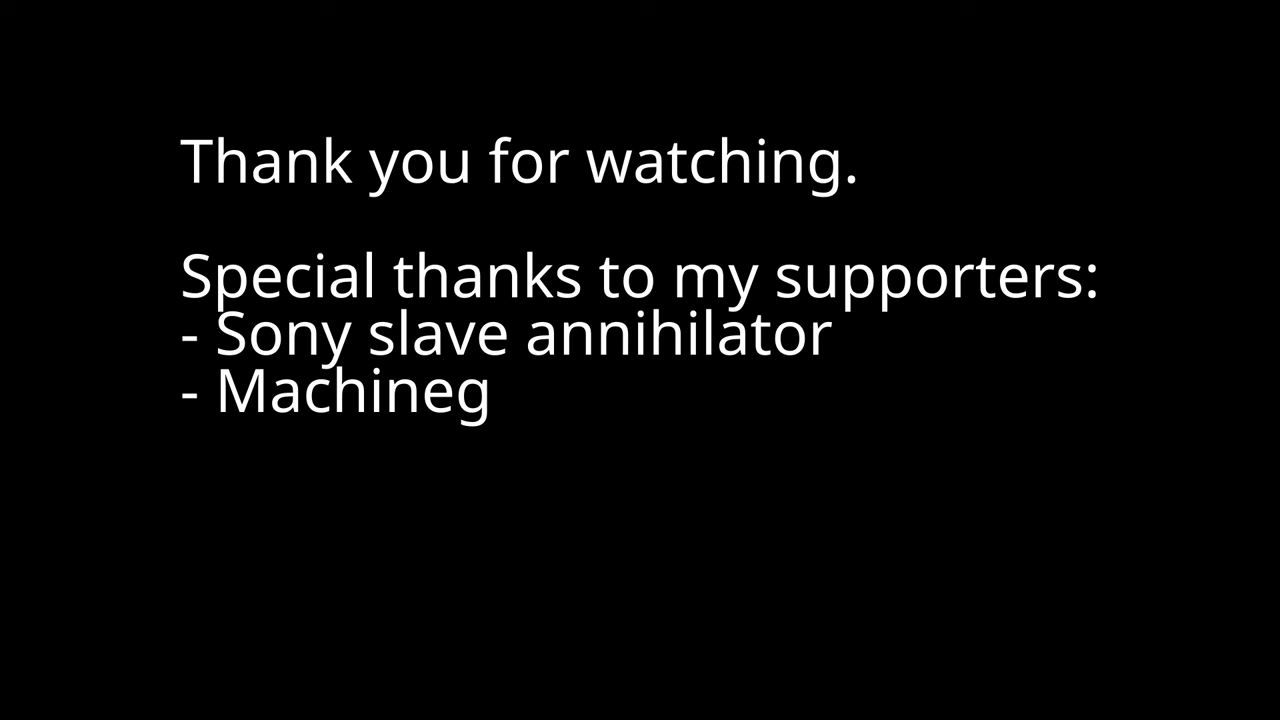 Thank you for watching.
Special thanks to my supporters:
- Sony slave annihilator
- Machineg